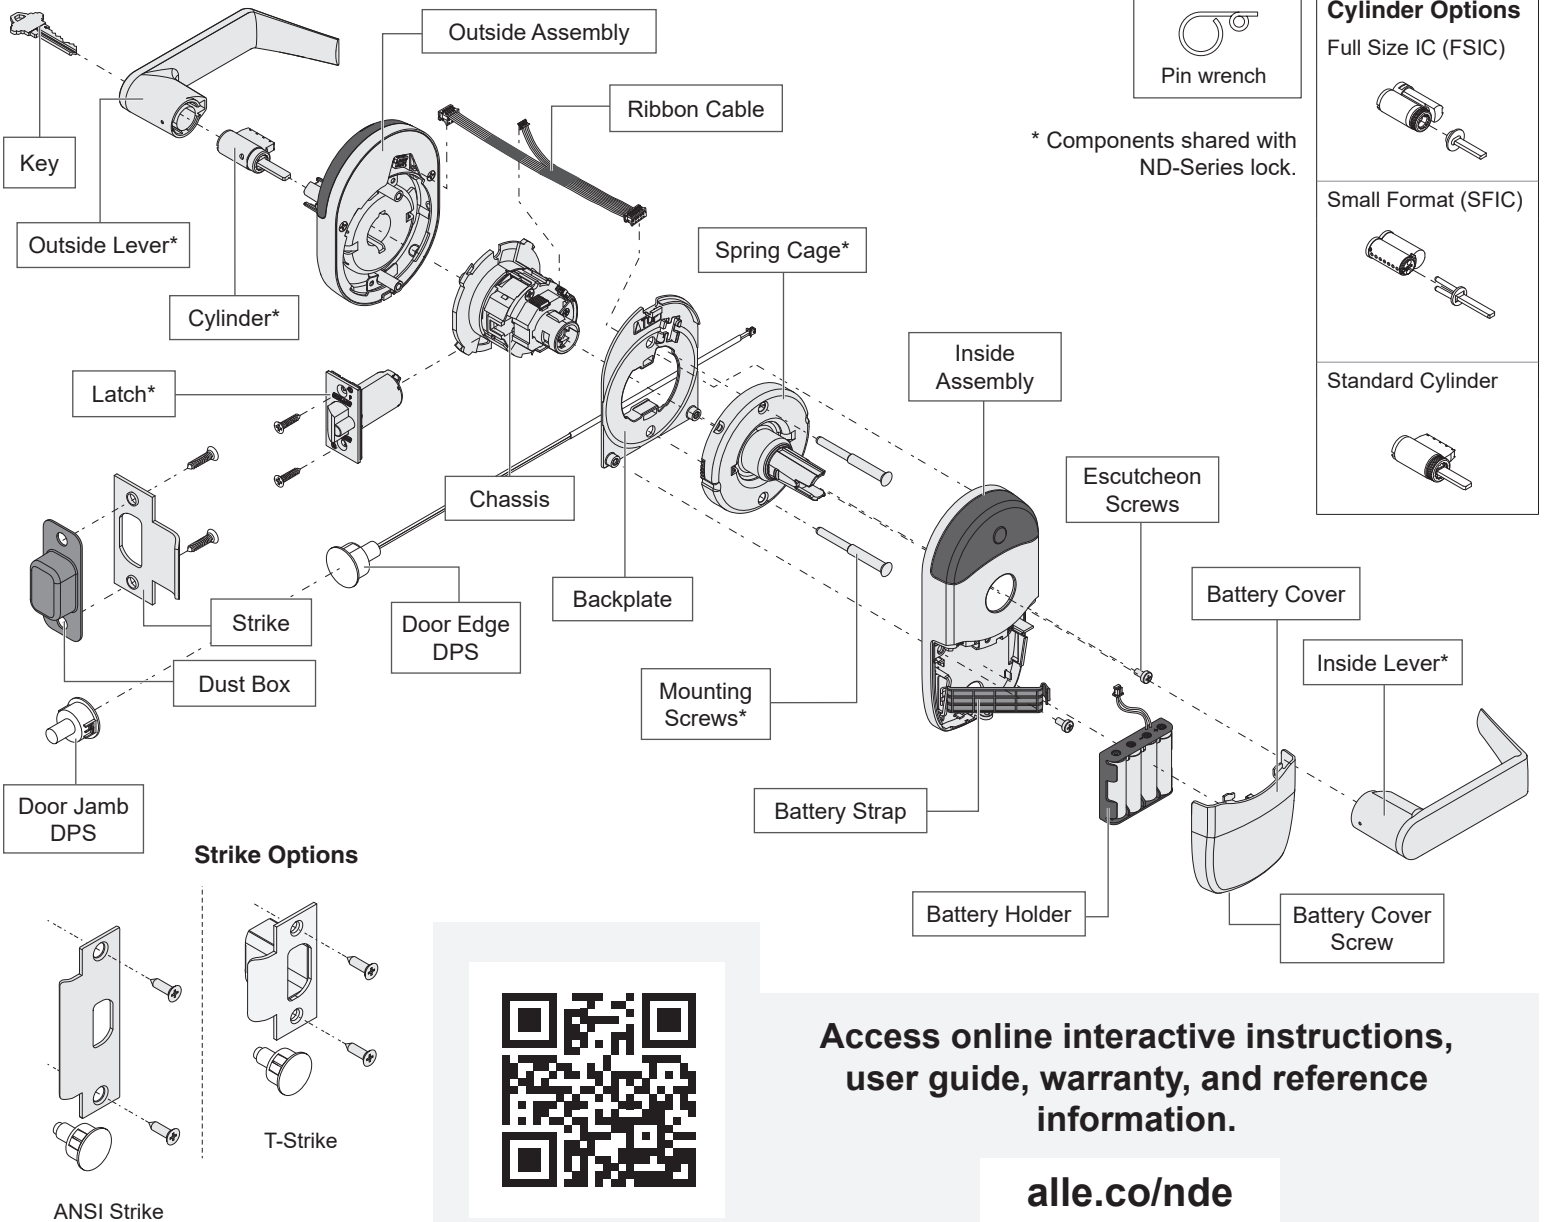 Outside Assembly
Ribbon Cable
Key
Outside Lever*
Cylinder*
Latch*
Spring Cage*
Pin wrench
* Components shared with
ND-Series lock.
Cylinder Options
Full Size IC (FSIC)
Small Format (SFIC)
Standard Cylinder
Inside
Assembly
Escutcheon
Screws
Chassis
Backplate
Strike
Door Edge
DPS
Dust Box
Door Jamb
DPS
Mounting
Screws*
Battery Cover
Inside Lever*
Battery Strap
Battery Holder
Battery Cover
Screw
Strike Options
ANSI Strike
T-Strike
Access online interactive instructions,
user guide, warranty, and reference
information.
alle.co/nde